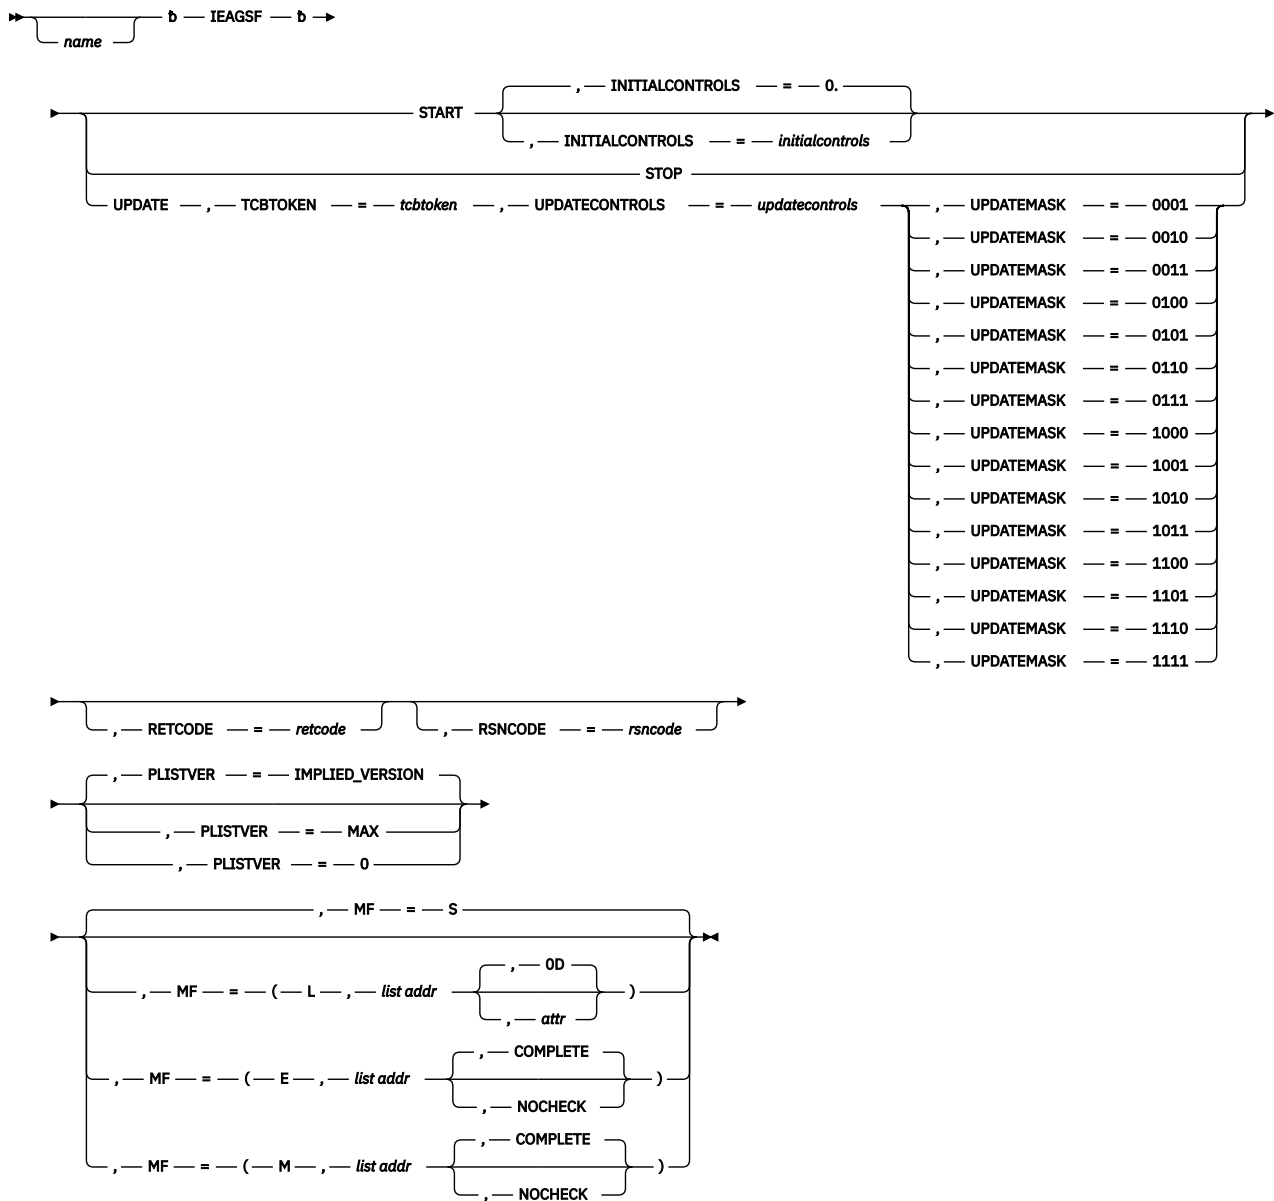 ƀ IEAGSF ƀ
name
, INITIALCONTROLS = 0.
START
, INITIALCONTROLS = initialcontrols
STOP
UPDATE , TCBTOKEN = tcbtoken , UPDATECONTROLS = updatecontrols , UPDATEMASK = 0001
, UPDATEMASK = 0010
, UPDATEMASK = 0011
, UPDATEMASK = 0100
, UPDATEMASK = 0101
, UPDATEMASK = 0110
, UPDATEMASK = 0111
, UPDATEMASK = 1000
, UPDATEMASK = 1001
, UPDATEMASK = 1010
, UPDATEMASK = 1011
, UPDATEMASK = 1100
, UPDATEMASK = 1101
, UPDATEMASK = 1110
, UPDATEMASK = 1111
, RETCODE = retcode , RSNCODE = rsncode
, PLISTVER = IMPLIED_VERSION
, PLISTVER = MAX
, PLISTVER = 0
, MF = S
, 0D
, MF = ( L , list addr )
, attr
, COMPLETE
, MF = ( E , list addr )
, NOCHECK
, COMPLETE
, MF = ( M , list addr )
, NOCHECK